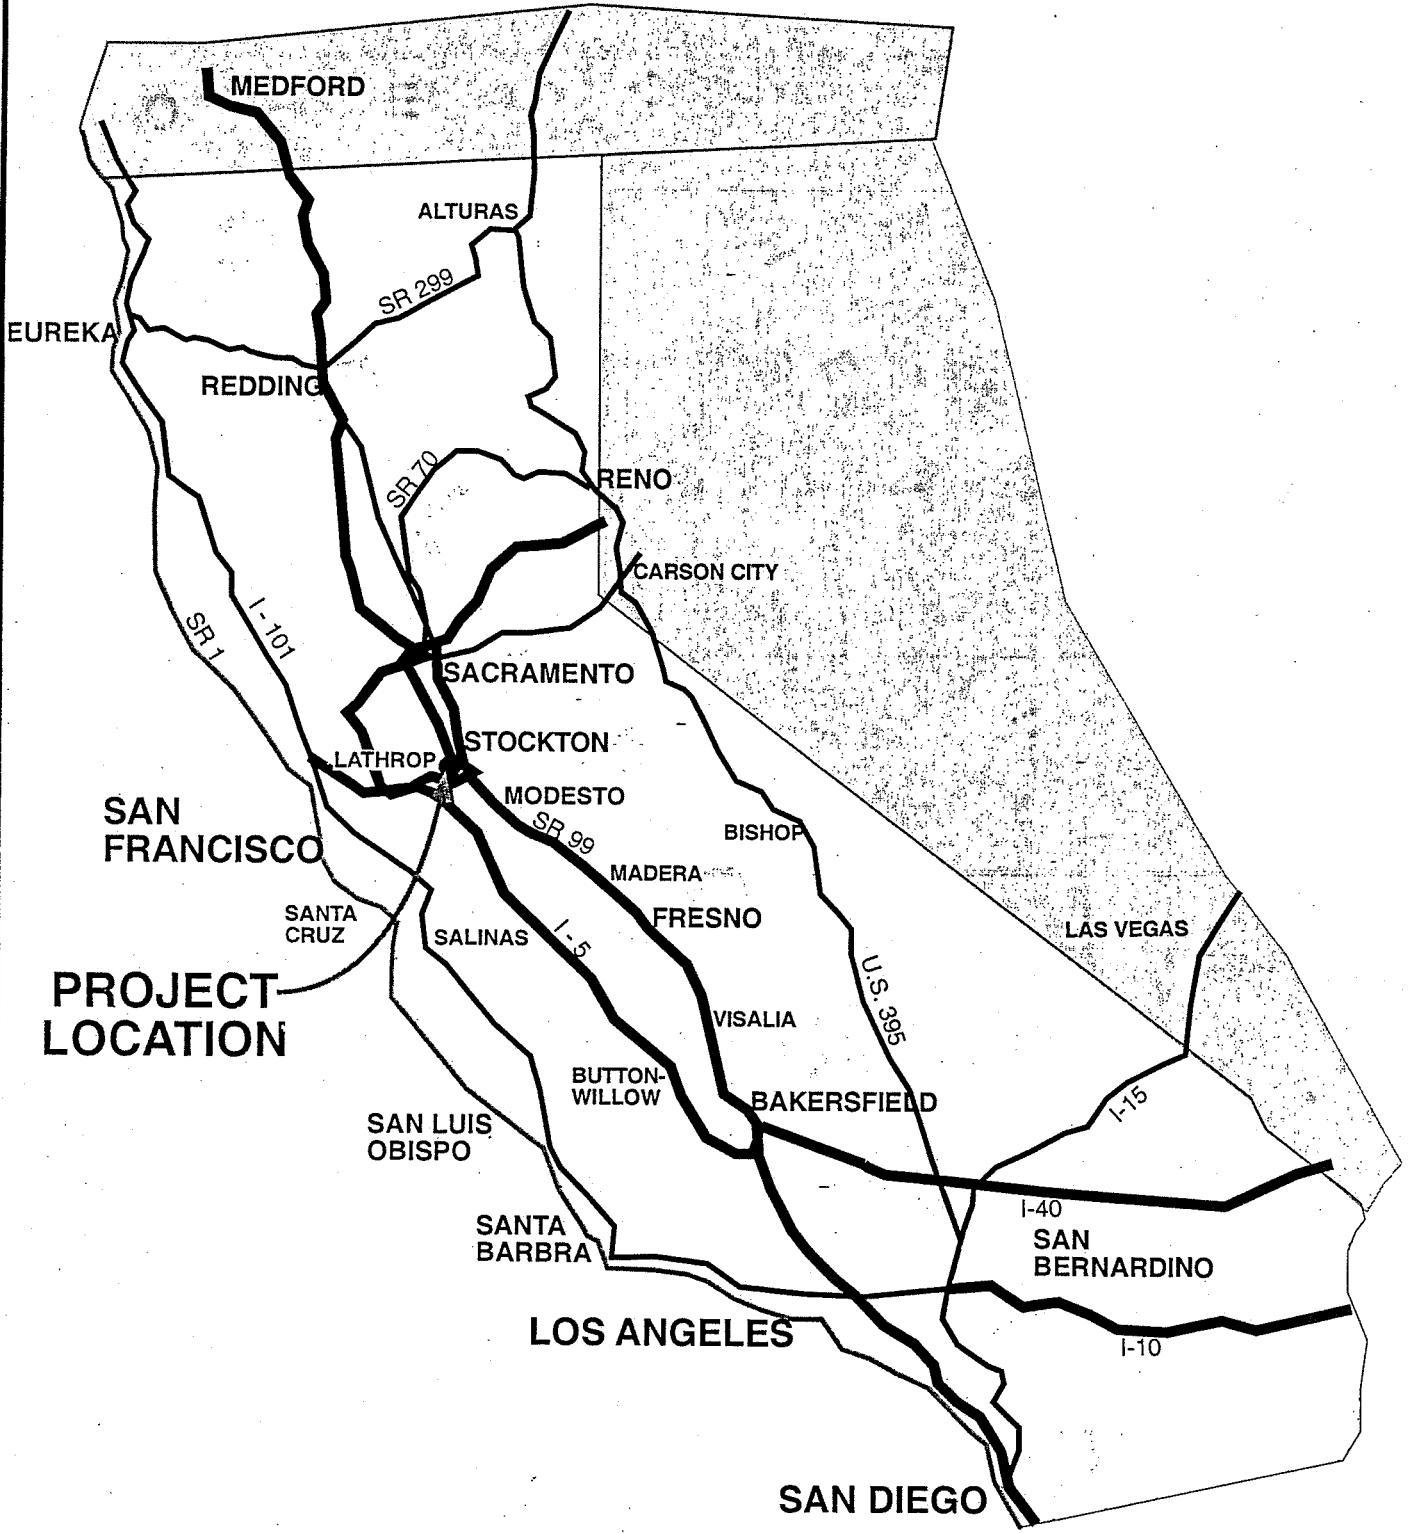 MEDFORD
ALTURAS
SR 299
EUREKA
REDDING
SR 70
RENO
CARSON CITY
I - 101
SR 1
SACRAMENTO
STOCKTON
LATHROP
MODESTO
SAN
FRANCISCO
SR 99
BISHOP
MADERA
SANTA
CRUZ
FRESNO
SALINAS
I - 5
LAS VEGAS
PROJECT
LOCATION
U.S. 395
VISALIA
BUTTON-
WILLOW
BAKERSFIELD
I-15
SAN LUIS
OBISPO
I-40
SANTA
BARBRA
SAN
BERNARDINO
LOS ANGELES
I-10
SAN DIEGO